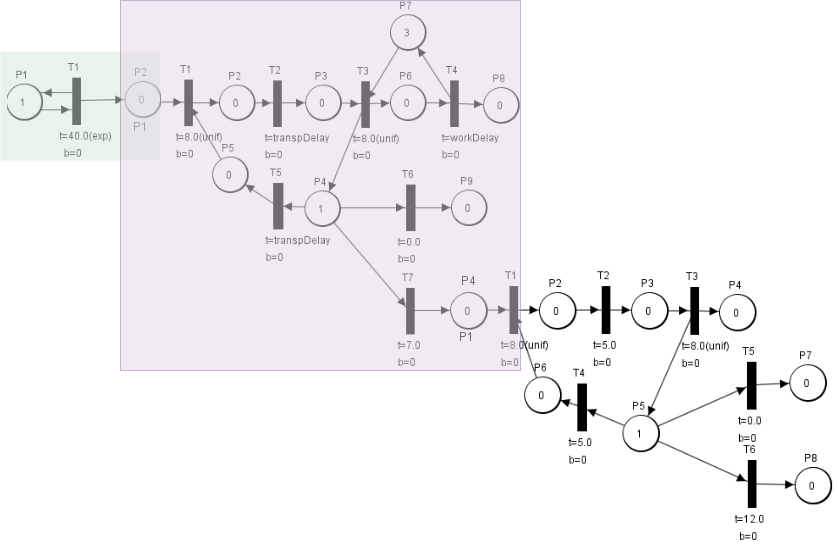 P7
3
P1
1
T1
t=40.0(exp)
b=0
P2
0
P1
T1
t=8.0(unif)
b=0
P2
0
T2
t=transpDelay
b=0
P3
0
T3
t=8.0(unif)
b=0
P6
0
T4
t=workDelay
b=0
P8
0
P5
0
T5
t=transpDelay
b=0
P4
1
T6
t=0.0
b=0
P9
0
T7
t=7.0
b=0
P4
0
P1
T1
t=8.0(unif)
b=0
P2
0
T2
t=5.0
b=0
P3
0
T3
t=8.0(unif)
b=0
P4
0
P6
0
T4
t=5.0
b=0
P5
1
T5
t=0.0
b=0
P7
0
T6
t=12.0
b=0
P8
0